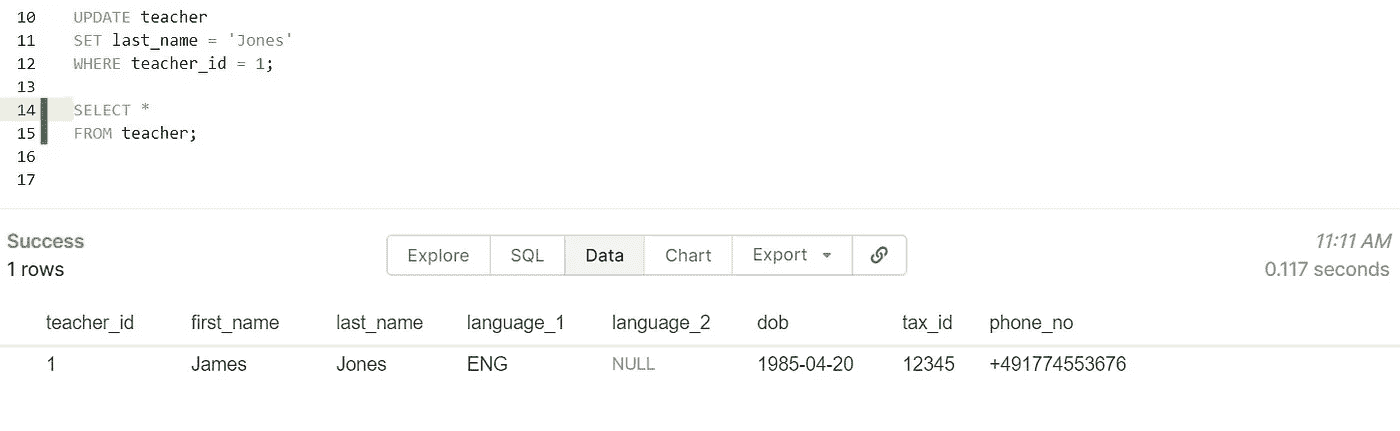 10 UPDATE teacher
11 SET last_name = 'Jones'
12 WHERE teacher_id = 1;
13
14 SELECT *
15 FROM teacher;
16
17
Success 11:11 AM
1 rows Explore SQL Data Chart Export 0.117 seconds
teacher_id first_name last_name language_1 language_2 dob tax_id phone_no
1 James Jones ENG NULL 1985-04-20 12345 +491774553676